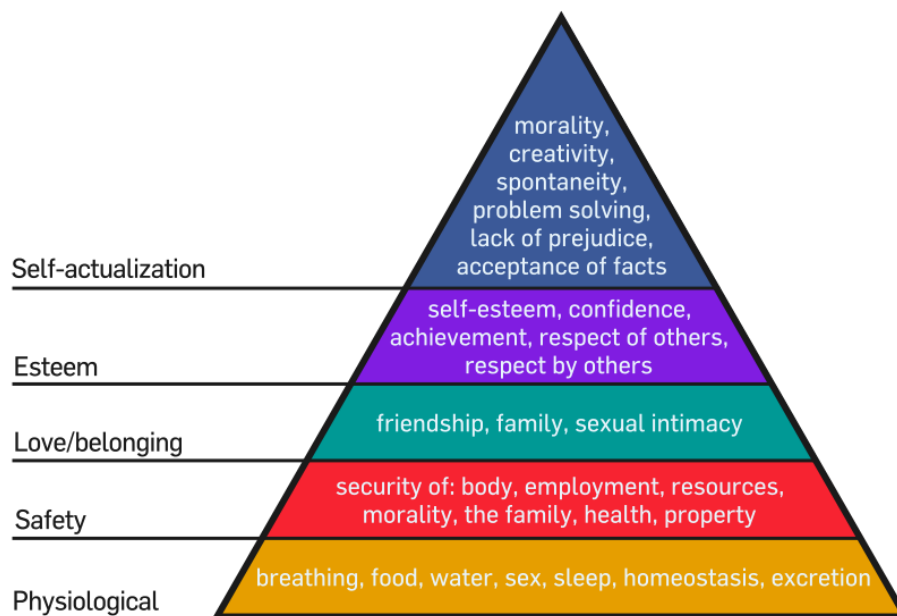 morality,
creativity,
spontaneity,
problem solving,
lack of prejudice,
acceptance of facts
Self-actualization
self-esteem, confidence,
achievement, respect of others,
respect by others
Esteem
friendship, family, sexual intimacy
Love/belonging
security of: body, employment, resources,
morality, the family, health, property
Safety
breathing, food, water, sex, sleep, homeostasis, excretion
Physiological